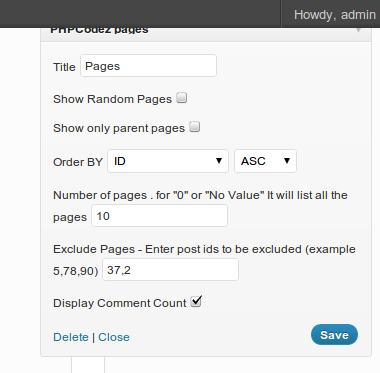 Howdy, admin
PHPCodez pages
Title Pages
Show Random Pages
Show only parent pages
Order BY ID ASC
Number of pages . for "0" or "No Value" It will list all the
pages 10
Exclude Pages - Enter post ids to be excluded (example
5,78,90) 37,2
Display Comment Count
Delete | Close Save